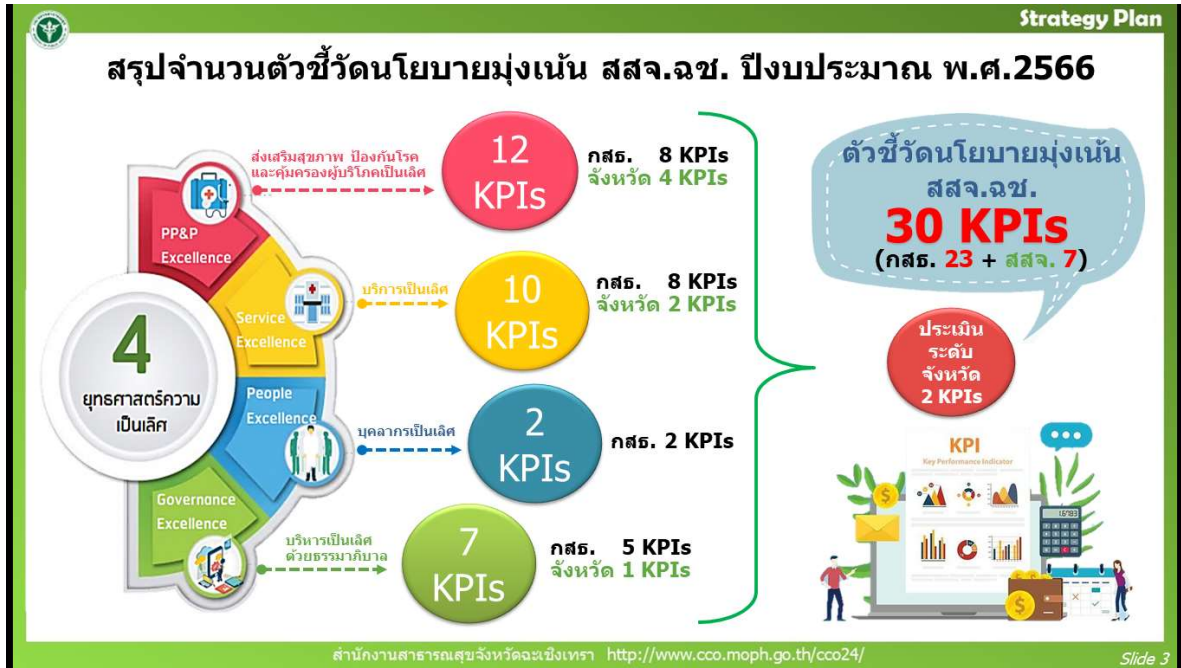 Strategy Plan
สรุปจำนวนตัวชี้วัดนโยบายมุ่งเน้น สสจ.ฉช. ปีงบประมาณ พ.ศ.2566
4
ยุทธศาสตร์ความ
เป็นเลิศ
PP&P
Excellence
ส่งเสริมสุขภาพ ป้องกันโรค
และคุ้มครองผู้บริโภคเป็นเลิศ
12
KPIs
กสธ. 8 KPIs
จังหวัด 4 KPIs
Service
Excellence
บริการเป็นเลิศ
10
KPIs
กสธ. 8 KPIs
จังหวัด 2 KPIs
People
Excellence
บุคลากรเป็นเลิศ
2
KPIs
กสธ. 2 KPIs
Governance
Excellence
บริหารเป็นเลิศ
ด้วยธรรมาภิบาล
7
KPIs
กสธ. 5 KPIs
จังหวัด 1 KPIs
ตัวชี้วัดนโยบายมุ่งเน้น
สสจ.ฉช.
30 KPIs
(กสธ. 23 + สสจ. 7)
ประเมิน
ระดับ
จังหวัด
2 KPIs
KPI
Key Performance Indicator
สำนักงานสาธารณสุขจังหวัดฉะเชิงเทรา http://www.cco.moph.go.th/cco24/
Slide 3